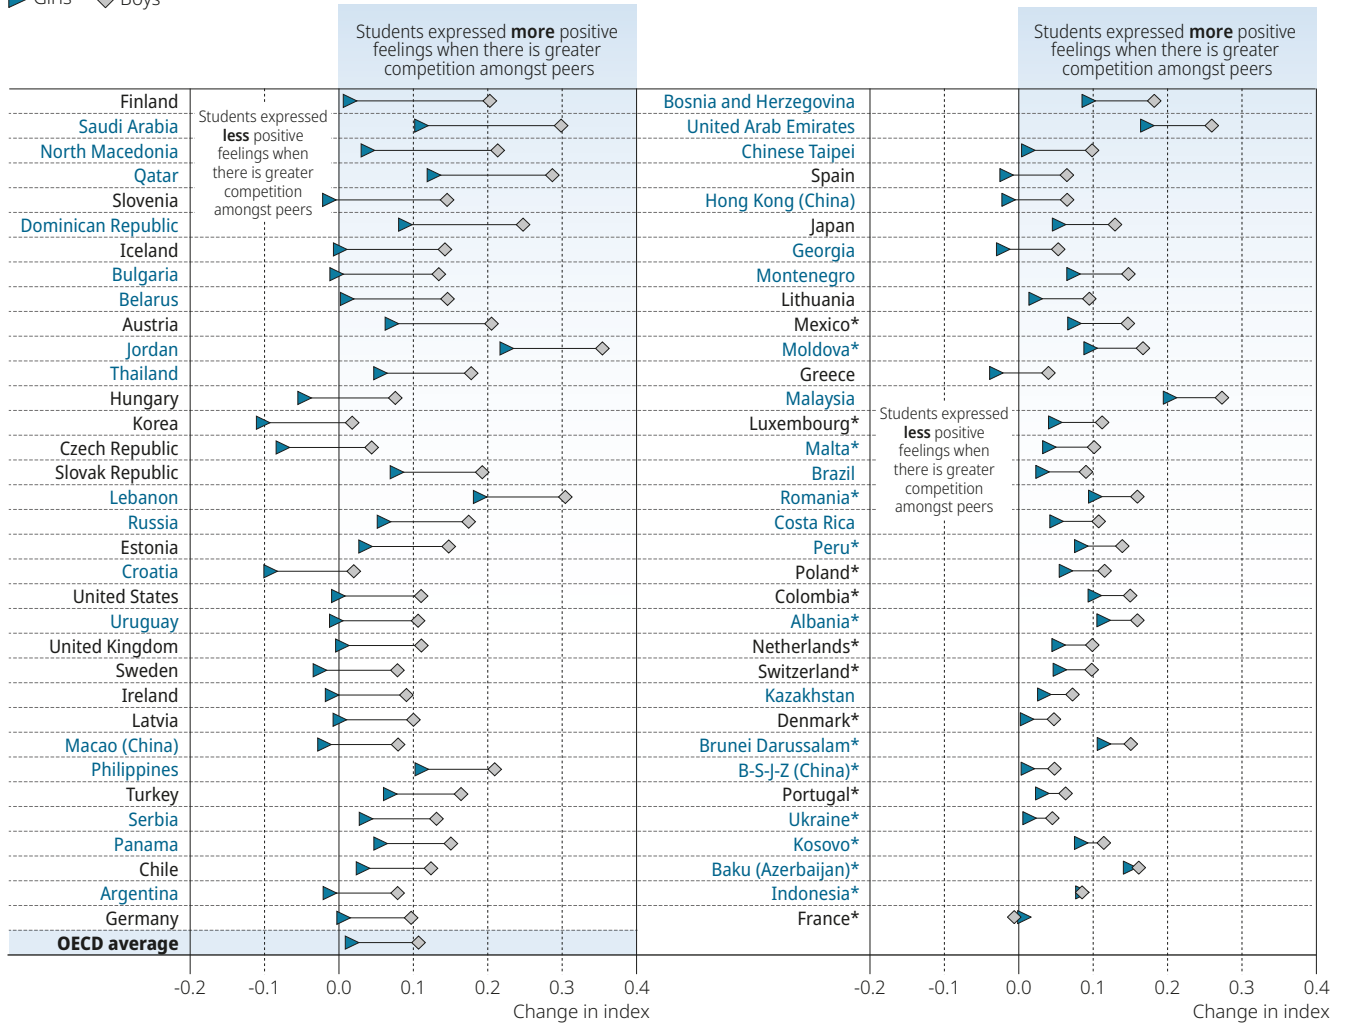 Girls Boys
Students expressed more positive
feelings when there is greater
competition amongst peers
Students expressed more positive
feelings when there is greater
competition amongst peers
Students expressed
less positive
feelings when
there is greater
competition
amongst peers
Finland
Saudi Arabia
North Macedonia
Qatar
Slovenia
Dominican Republic
Iceland
Bulgaria
Belarus
Austria
Jordan
Thailand
Hungary
Korea
Czech Republic
Slovak Republic
Lebanon
Russia
Estonia
Croatia
United States
Uruguay
United Kingdom
Sweden
Ireland
Latvia
Macao (China)
Philippines
Turkey
Serbia
Panama
Chile
Argentina
Germany
OECD average
-0.2 -0.1 0.0 0.1 0.2 0.3 0.4
Change in index
Bosnia and Herzegovina
United Arab Emirates
Chinese Taipei
Spain
Hong Kong (China)
Japan
Georgia
Montenegro
Lithuania
Mexico*
Moldova*
Greece
Malaysia
Luxembourg*
Malta*
Brazil
Romania*
Costa Rica
Peru*
Poland*
Colombia*
Albania*
Netherlands*
Switzerland*
Kazakhstan
Denmark*
Brunei Darussalam*
B-S-J-Z (China)*
Portugal*
Ukraine*
Kosovo*
Baku (Azerbaijan)*
Indonesia*
France*
Students expressed
less positive
feelings when
there is greater
competition
amongst peers
-0.2 -0.1 0.0 0.1 0.2 0.3 0.4
Change in index